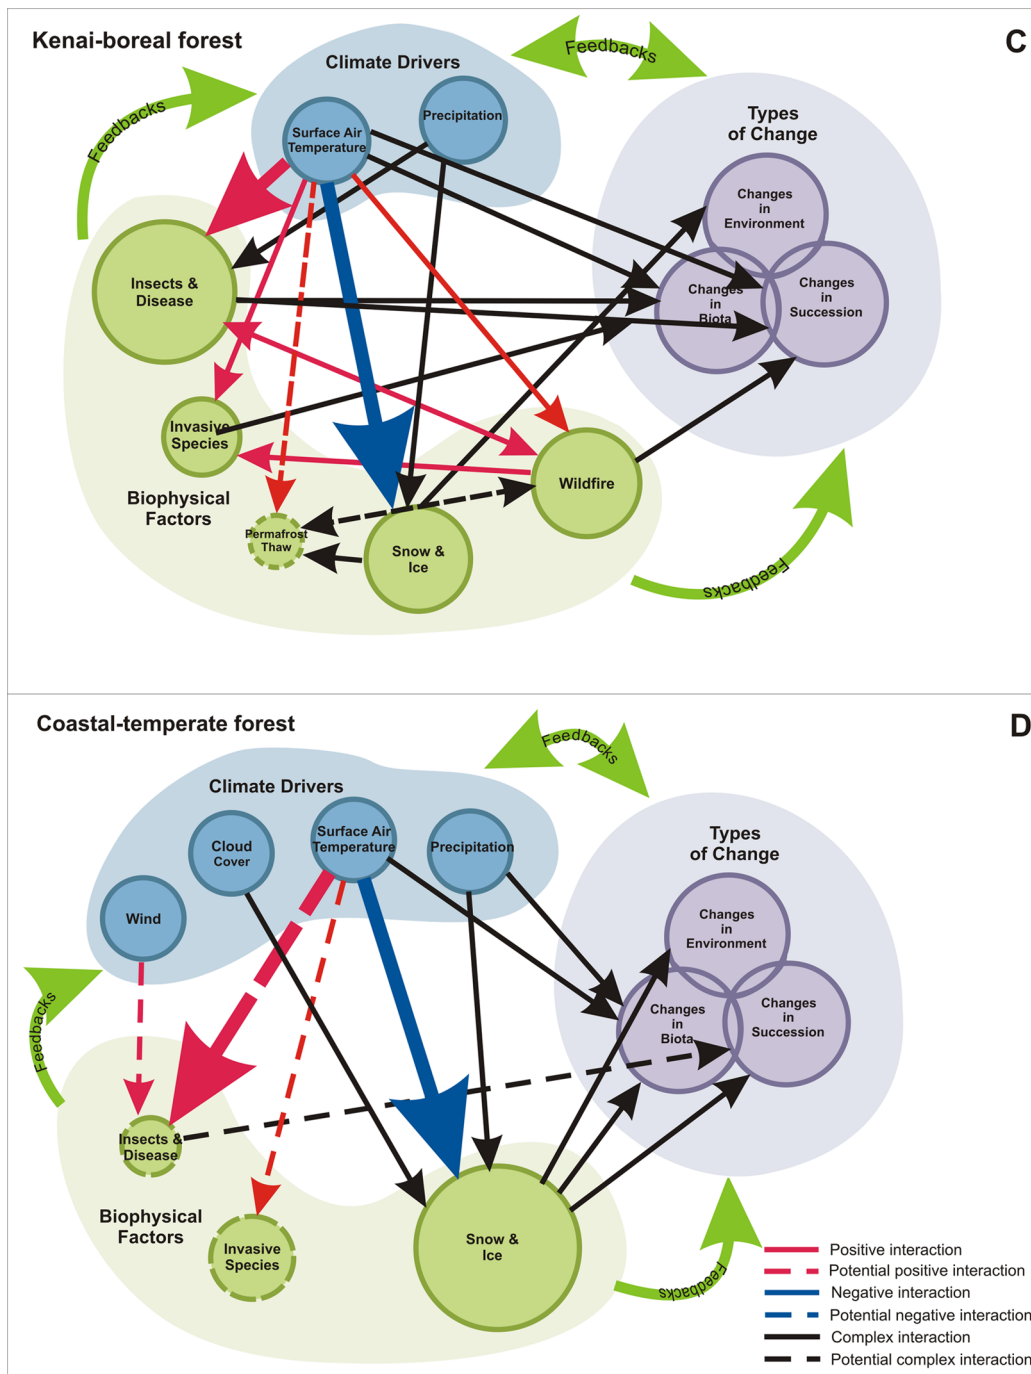 Kenai-boreal forest
C
Feedbacks
Climate Drivers
Feedbacks
Surface Air
Temperature
Precipitation
Types
of Change
Changes
in
Environment
Changes
in
Biota
Changes
in
Succession
Insects &
Disease
Invasive
Species
Biophysical
Factors
Permafrost
Thaw
Snow &
Ice
Wildfire
Feedbacks
Coastal-temperate forest
D
Feedbacks
Climate Drivers
Wind
Cloud
Cover
Surface Air
Temperature
Precipitation
Types
of Change
Changes
in
Environment
Changes
in
Biota
Changes
in
Succession
Feedbacks
Insects &
Disease
Biophysical
Factors
Invasive
Species
Snow &
Ice
Feedbacks
Positive interaction
Potential positive interaction
Negative interaction
Potential negative interaction
Complex interaction
Potential complex interaction